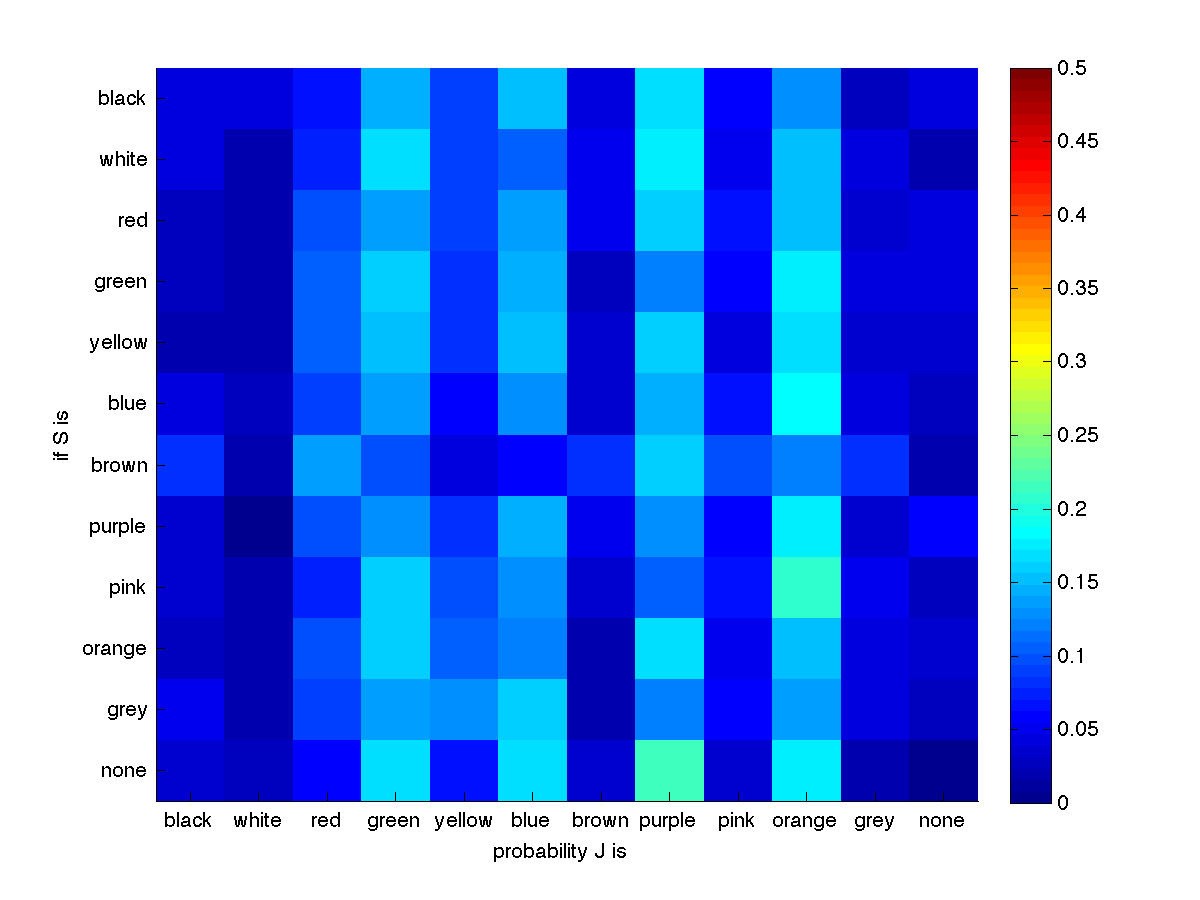 0.5
black
0.45
white
0.4
red
0.35
green
0.3
yellow
0.25
blue
if S is
brown
0.2
purple
0.15
pink
0.1
orange
grey
0.05
none
0
black white red green yellow blue brown purple pink orange grey none
probability J is